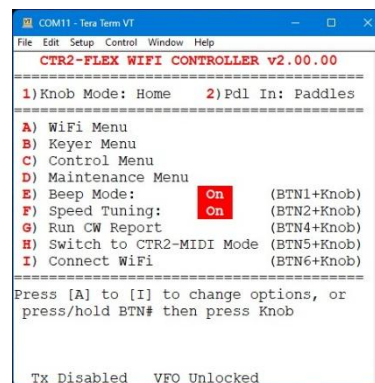 COM11 - Tera Term VT
File Edit Setup Control Window Help
CTR2-FLEX WIFI CONTROLLER v2.00.00
========================================
1)Knob Mode: Home 2)Pdl In: Paddles
========================================
A) WiFi Menu
B) Keyer Menu
C) Control Menu
D) Maintenance Menu
E) Beep Mode: On (BTN1+Knob)
F) Speed Tuning: On (BTN2+Knob)
G) Run CW Report (BTN4+Knob)
H) Switch to CTR2-MIDI Mode (BTN5+Knob)
I) Connect WiFi (BTN6+Knob)
========================================
Press [A] to [I] to change options, or
press/hold BTN# then press Knob
Tx Disabled VFO Unlocked